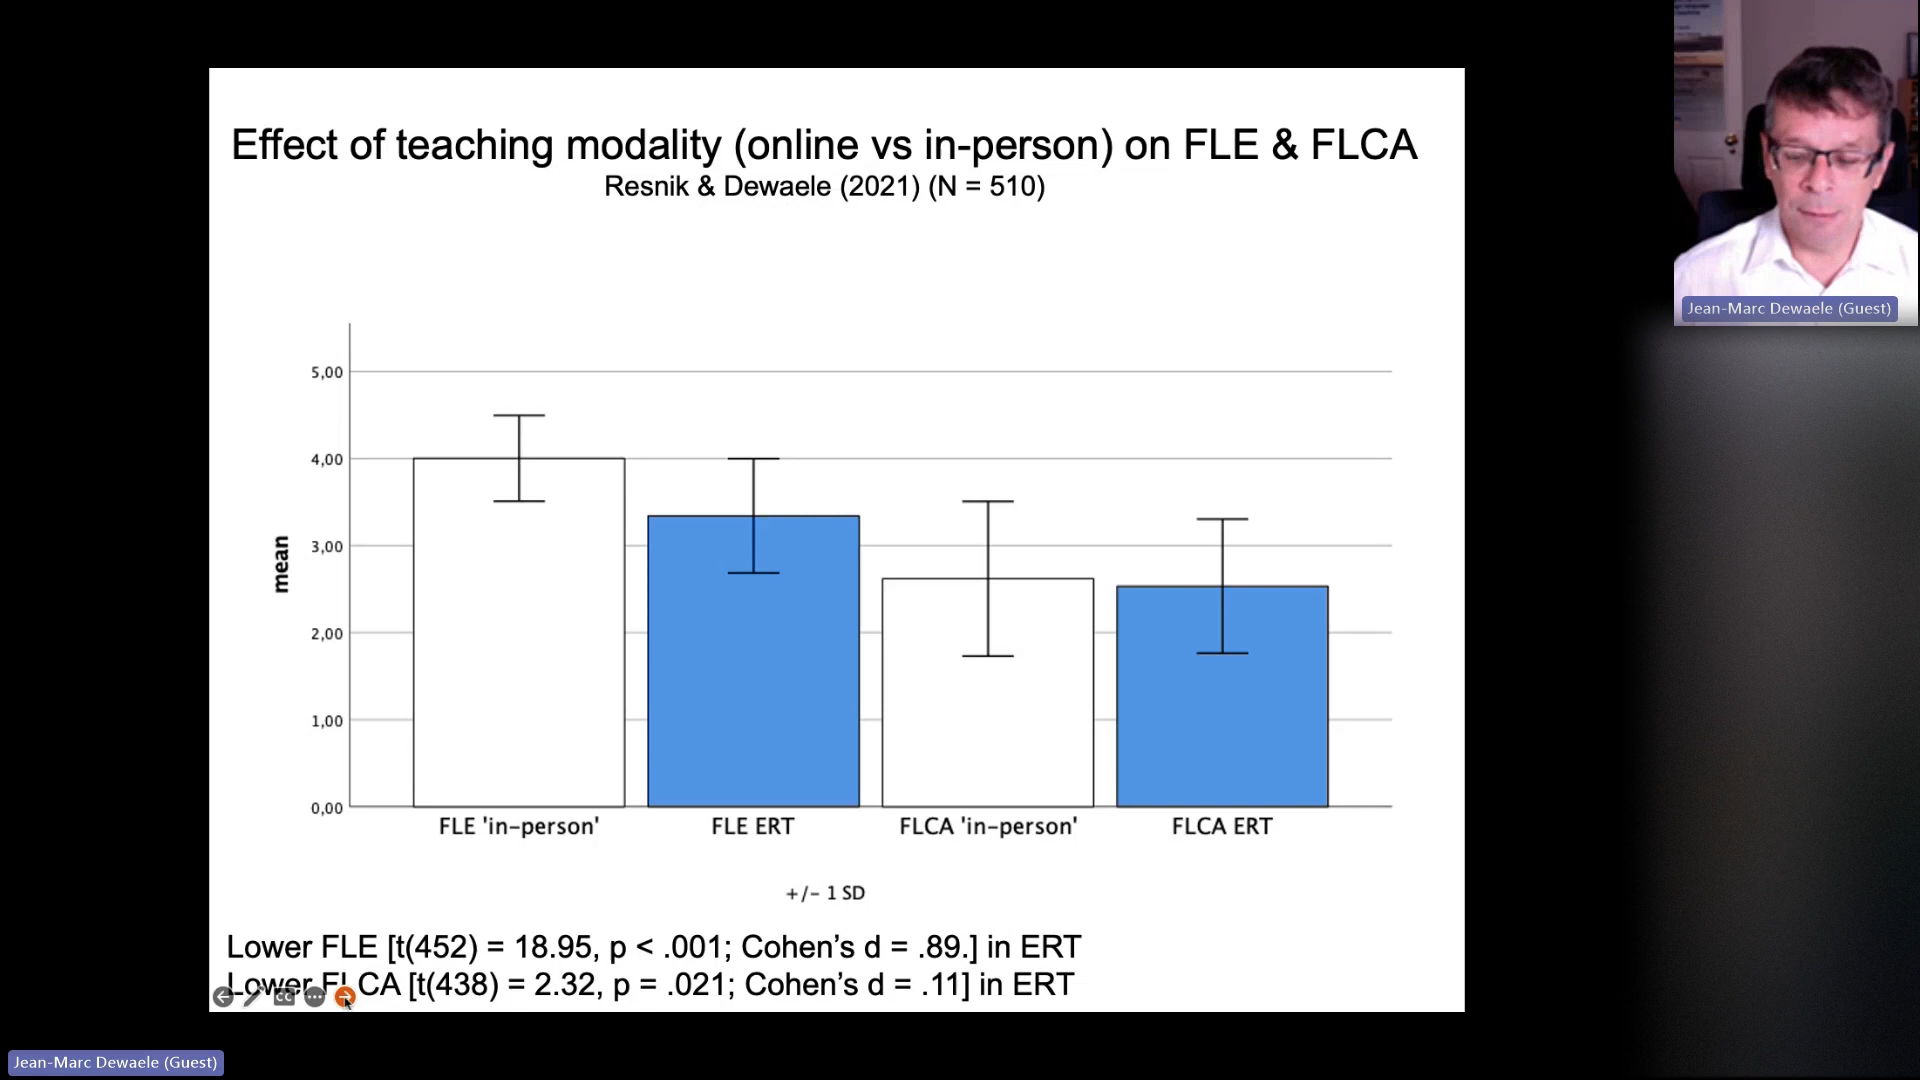 Effect of teaching modality (online vs in-person) on FLE & FLCA
Resnik & Dewaele (2021) (N = 510)
5,00
4,00
3,00
2,00
1,00
0,00
mean
FLE 'in-person'
FLE ERT
FLCA 'in-person'
FLCA ERT
+/- 1 SD
Lower FLE [t(452) = 18.95, p < .001; Cohen’s d = .89.] in ERT
Lower FLCA [t(438) = 2.32, p = .021; Cohen’s d = .11] in ERT
CC
Jean-Marc Dewaele (Guest)
Jean-Marc Dewaele (Guest)